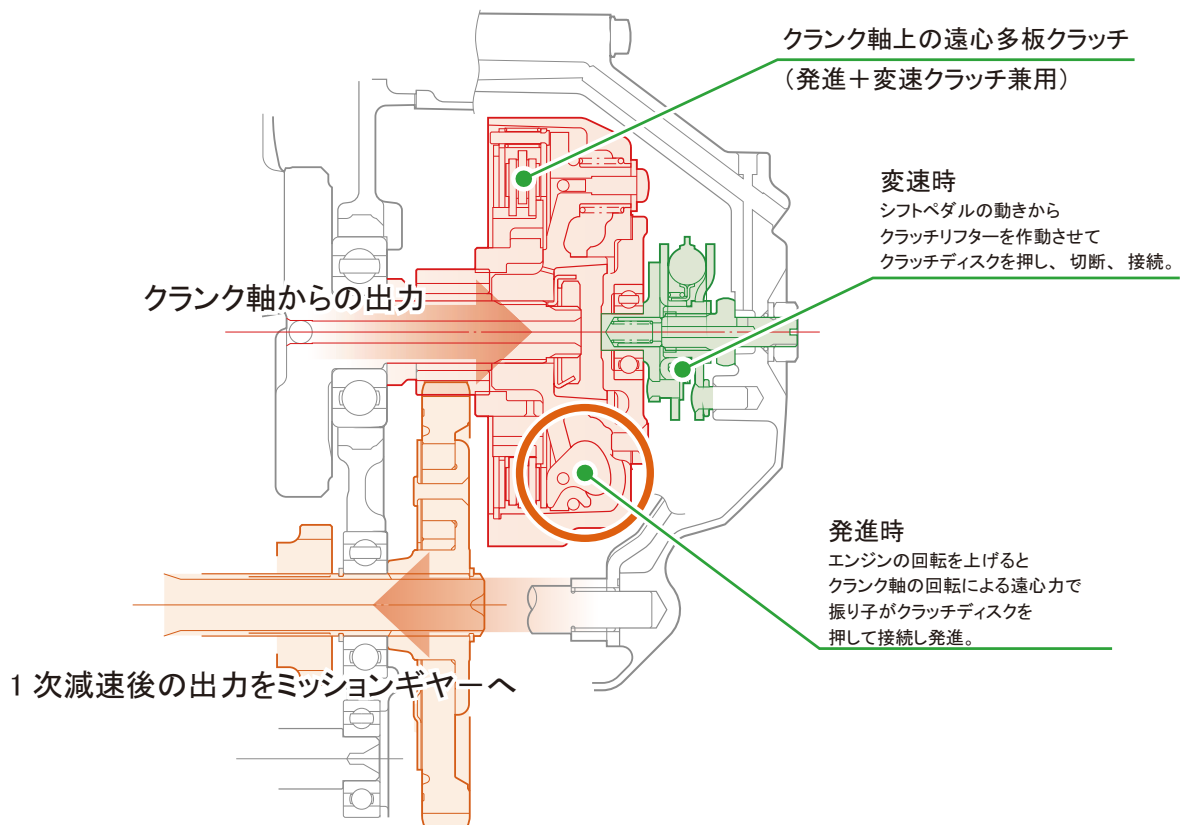 クランク軸上の遠心多板クラッチ
（発進＋変速クラッチ兼用）
変速時
シフトペダルの動きから
クラッチリフターを作動させて
クラッチディスクを押し、切断、接続。
クランク軸からの出力
発進時
エンジンの回転を上げると
クランク軸の回転による遠心力で
振り子がクラッチディスクを
押して接続し発進。
1次減速後の出力をミッションギヤーへ